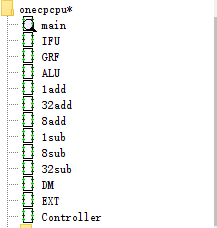 onecpcpu*
main
IFU
GRF
ALU
1add
32add
8add
1sub
8sub
32sub
DM
EXT
Controller